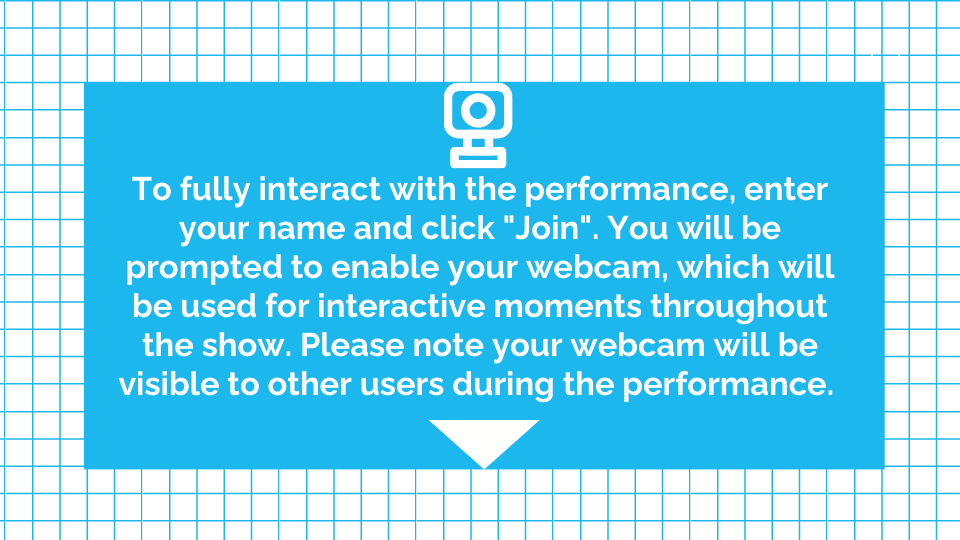 To fully interact with the performance, enter
your name and click "Join". You will be
prompted to enable your webcam, which will
be used for interactive moments throughout
the show. Please note your webcam will be
visible to other users during the performance.